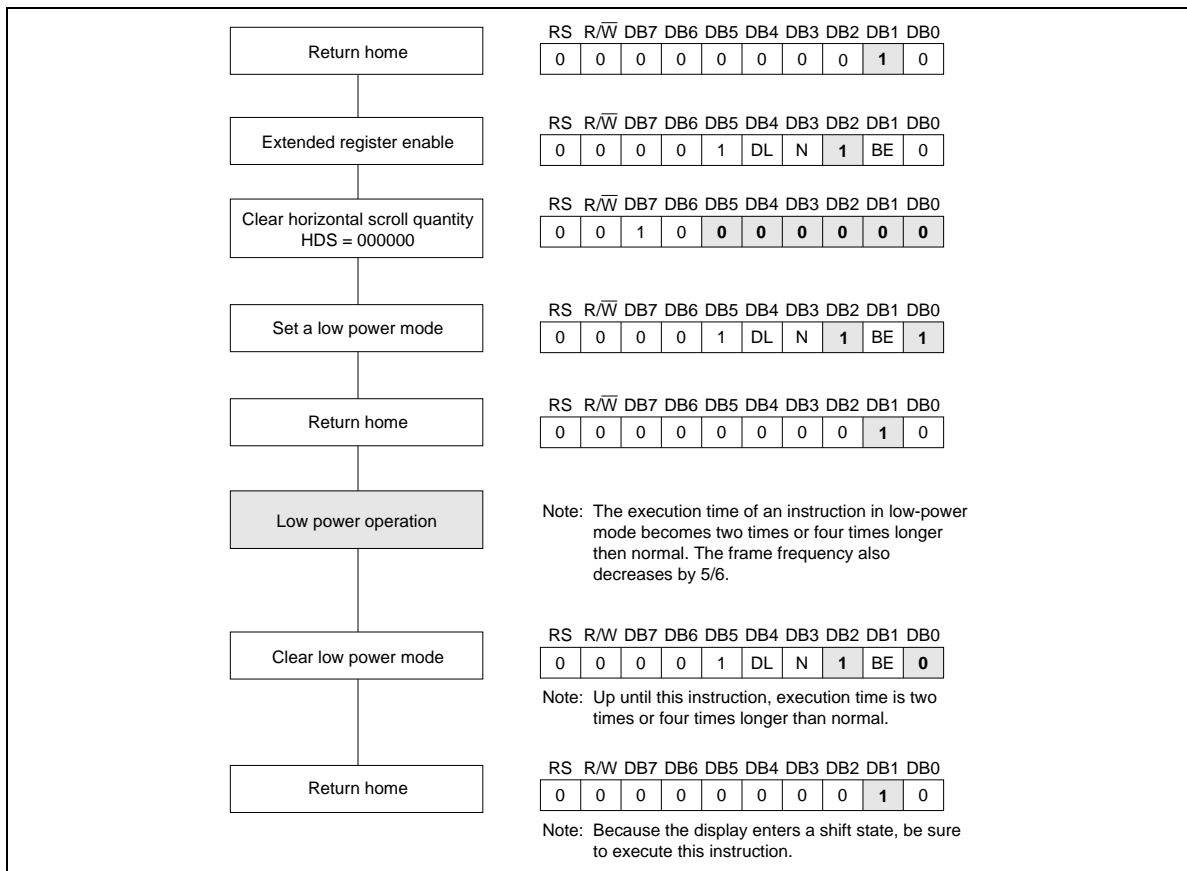 Return home
RS R/W̅ DB7 DB6 DB5 DB4 DB3 DB2 DB1 DB0
0 0 0 0 0 0 0 0 1 0
Extended register enable
RS R/W̅ DB7 DB6 DB5 DB4 DB3 DB2 DB1 DB0
0 0 0 0 1 DL N 1 BE 0
Clear horizontal scroll quantity
HDS = 000000
RS R/W̅ DB7 DB6 DB5 DB4 DB3 DB2 DB1 DB0
0 0 1 0 0 0 0 0 0 0
Set a low power mode
RS R/W̅ DB7 DB6 DB5 DB4 DB3 DB2 DB1 DB0
0 0 0 0 1 DL N 1 BE 1
Return home
RS R/W̅ DB7 DB6 DB5 DB4 DB3 DB2 DB1 DB0
0 0 0 0 0 0 0 0 1 0
Low power operation
Note: The execution time of an instruction in low-power
mode becomes two times or four times longer
then normal. The frame frequency also
decreases by 5/6.
Clear low power mode
RS R/W DB7 DB6 DB5 DB4 DB3 DB2 DB1 DB0
0 0 0 0 1 DL N 1 BE 0
Note: Up until this instruction, execution time is two
times or four times longer than normal.
Return home
RS R/W DB7 DB6 DB5 DB4 DB3 DB2 DB1 DB0
0 0 0 0 0 0 0 0 1 0
Note: Because the display enters a shift state, be sure
to execute this instruction.